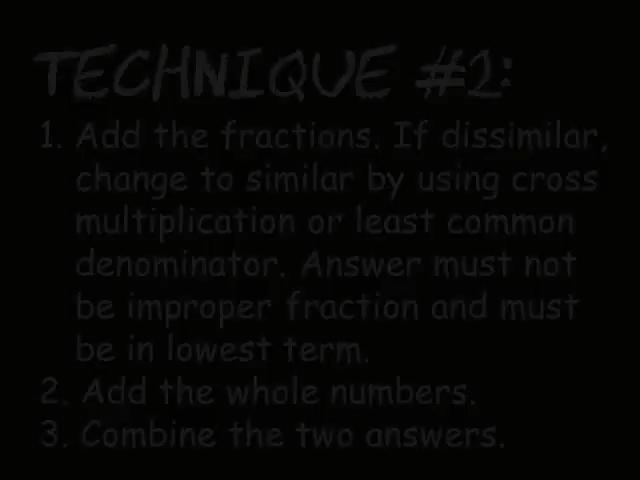 TECHNIQUE #2:
1. Add the fractions. If dissimilar,
change to similar by using cross
multiplication or least common
denominator. Answer must not
be improper fraction and must
be in lowest term.
2. Add the whole numbers.
3. Combine the two answers.